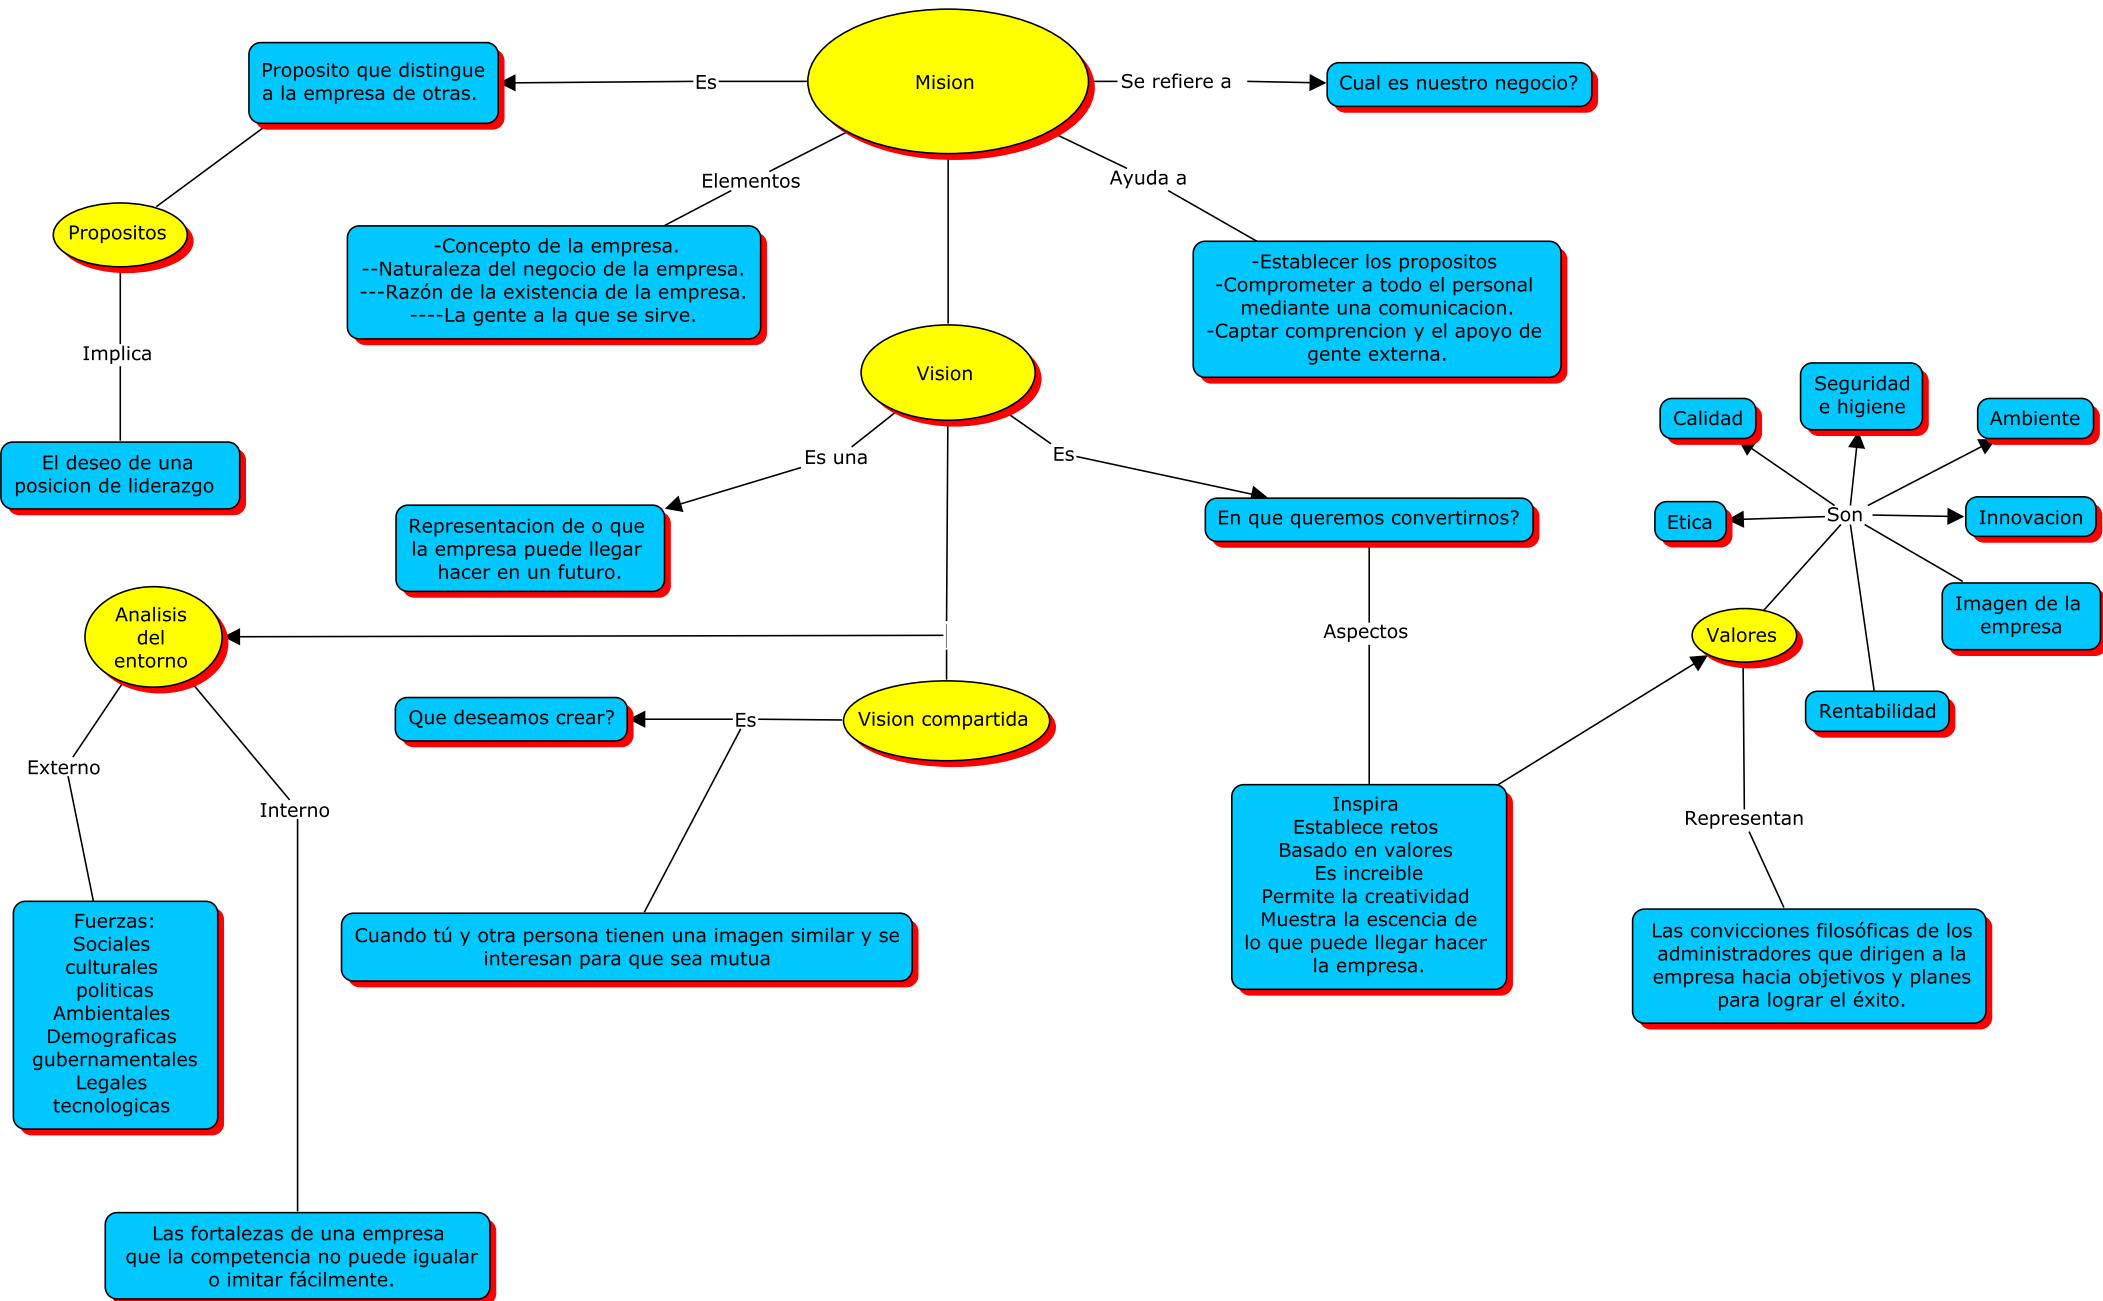 Mision
Es
Proposito que distingue
a la empresa de otras.
Se refiere a
Cual es nuestro negocio?
Propositos
Implica
El deseo de una
posicion de liderazgo
Elementos
-Concepto de la empresa.
--Naturaleza del negocio de la empresa.
---Razón de la existencia de la empresa.
----La gente a la que se sirve.
Ayuda a
-Establecer los propositos
-Comprometer a todo el personal
mediante una comunicacion.
-Captar comprencion y el apoyo de
gente externa.
Vision
Es una
Representacion de o que
la empresa puede llegar
hacer en un futuro.
Es
En que queremos convertirnos?
Aspectos
Inspira
Establece retos
Basado en valores
Es increible
Permite la creatividad
Muestra la escencia de
lo que puede llegar hacer
la empresa.
Analisis
del
entorno
Externo
Fuerzas:
Sociales
culturales
politicas
Ambientales
Demograficas
gubernamentales
Legales
tecnologicas
Interno
Las fortalezas de una empresa
que la competencia no puede igualar
o imitar fácilmente.
Vision compartida
Es
Que deseamos crear?
Cuando tú y otra persona tienen una imagen similar y se
interesan para que sea mutua
Valores
Son
Calidad
Seguridad
e higiene
Ambiente
Etica
Innovacion
Imagen de la
empresa
Rentabilidad
Representan
Las convicciones filosóficas de los
administradores que dirigen a la
empresa hacia objetivos y planes
para lograr el éxito.